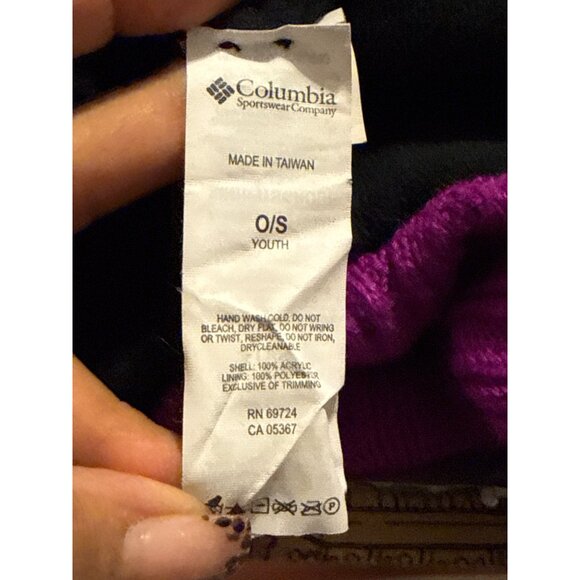 Columbia
Sportswear Company
MADE IN TAIWAN
O/S
YOUTH
HAND WASH COLD, DO NOT
BLEACH, DRY FLAT, DO NOT WRING
OR TWIST, RESHAPE, DO NOT IRON,
DRYCLEANABLE
SHELL: 100% ACRYLIC
LINING: 100% POLYESTER
EXCLUSIVE OF TRIMMING
RN 69724
CA 05367
P